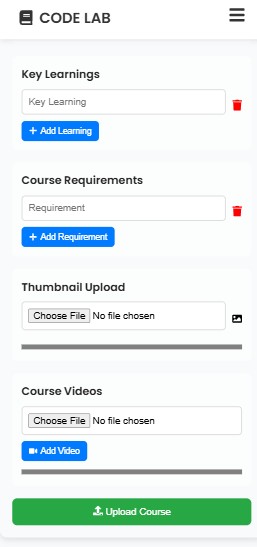 CODE LAB
Key Learnings
Key Learning
+ Add Learning
Course Requirements
Requirement
+ Add Requirement
Thumbnail Upload
Choose File No file chosen
Course Videos
Choose File No file chosen
Add Video
Upload Course